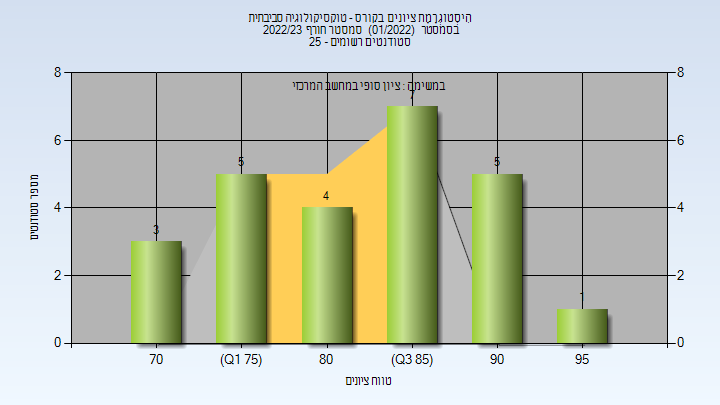 היסטוגרמת ציונים בקורס - טוקסיקולוגיה סביבתית
בסמסטר (01/2022) סמסטר חורף 2022/23
סטודנטים רשומים - 25
במשימה : ציון סופי במחשב המרכזי
8
6
4
2
0
8
6
4
2
0
מספר סטודנטים
3
5
4
7
5
1
70
(Q1 75)
80
(Q3 85)
90
95
טווח ציונים